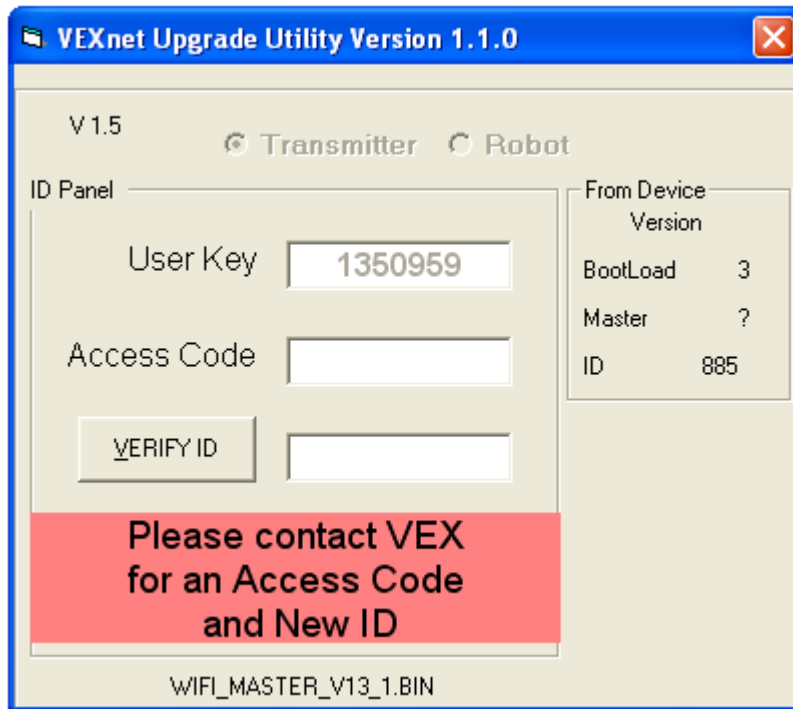 VEXnet Upgrade Utility Version 1.1.0
V 1.5
Transmitter Robot
ID Panel
User Key 1350959
Access Code
VERIFY ID
Please contact VEX
for an Access Code
and New ID
From Device
Version
BootLoad 3
Master ?
ID 885
WIFI_MASTER_V13_1.BIN